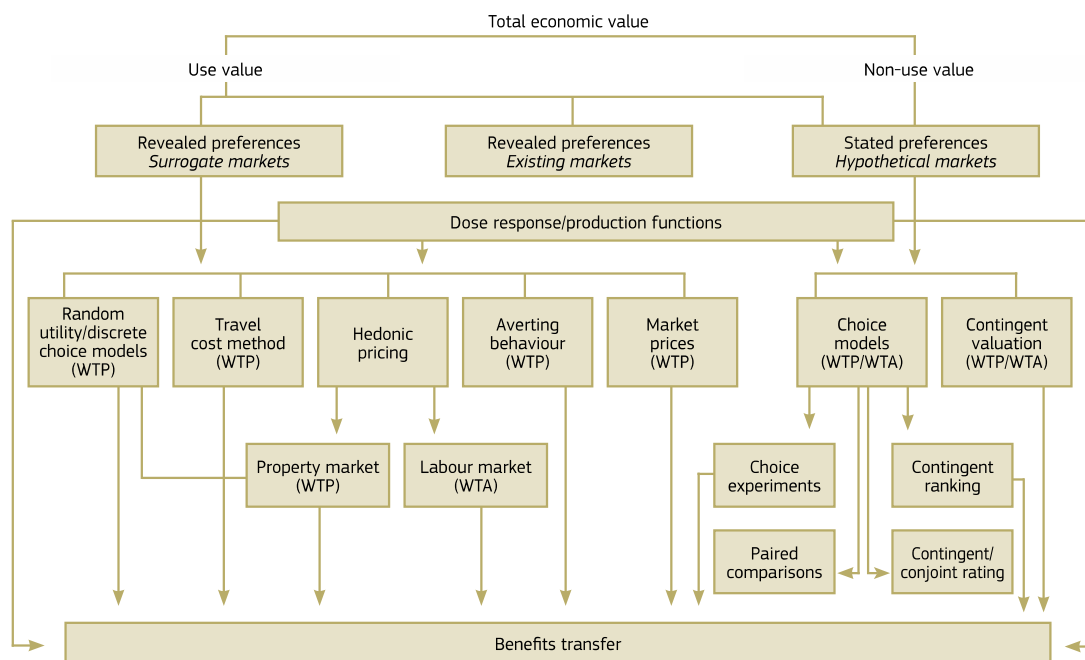 Total economic value
Use value
Non-use value
Revealed preferences
Surrogate markets
Revealed preferences
Existing markets
Stated preferences
Hypothetical markets
Dose response/production functions
Random
utility/discrete
choice models
(WTP)
Travel
cost method
(WTP)
Hedonic
pricing
Averting
behaviour
(WTP)
Market
prices
(WTP)
Choice
models
(WTP/WTA)
Contingent
valuation
(WTP/WTA)
Property market
(WTP)
Labour market
(WTA)
Choice
experiments
Contingent
ranking
Paired
comparisons
Contingent/
conjoint rating
Benefits transfer